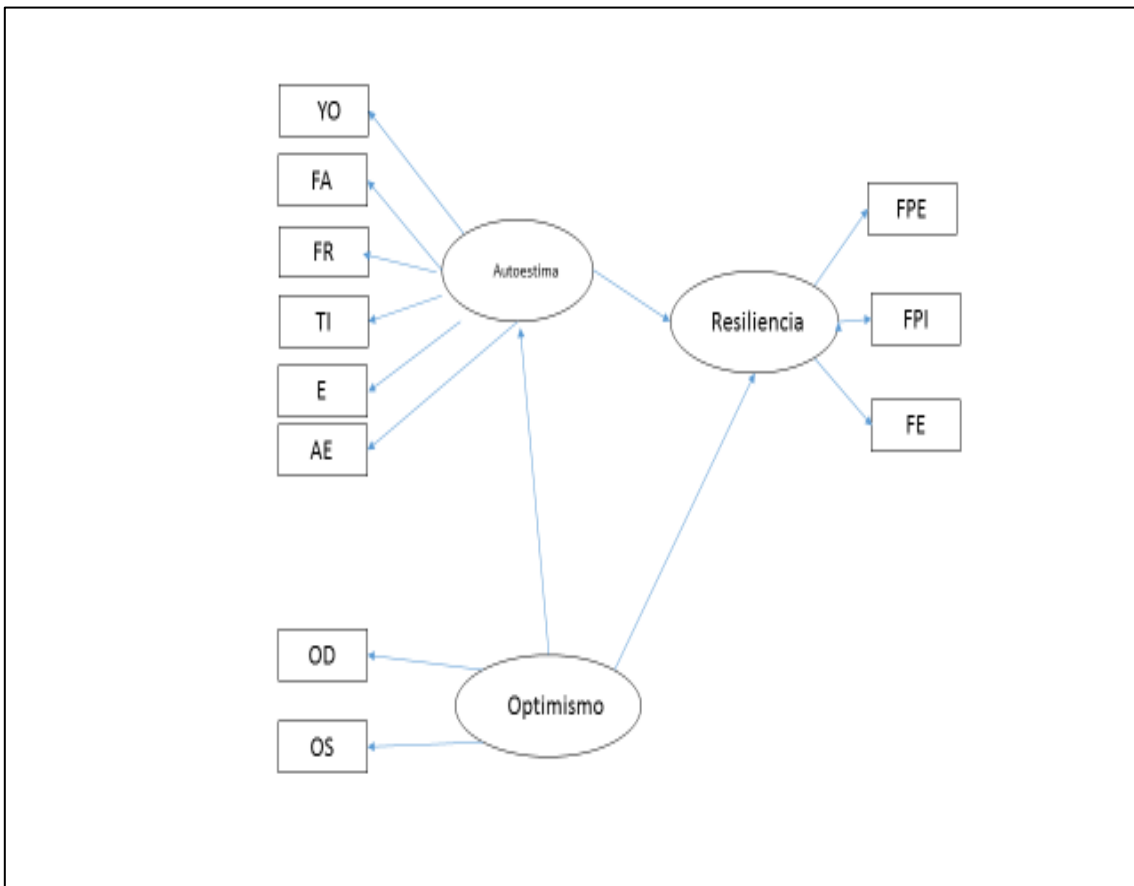 YO
FA
FR
TI
E
AE
Autoestima
Resiliencia
FPE
FPI
FE
OD
OS
Optimismo